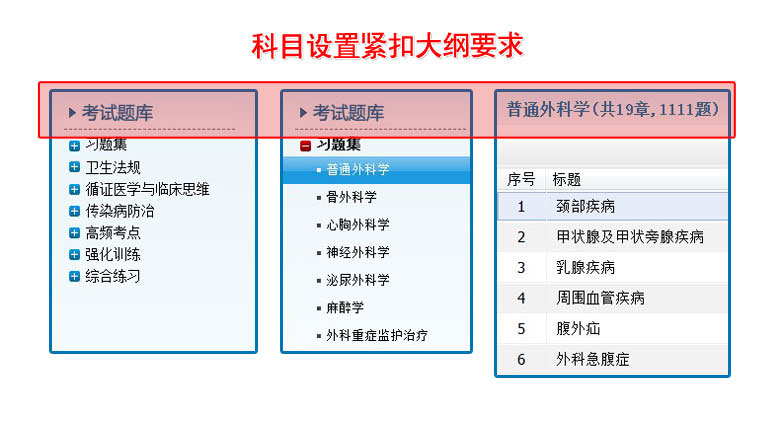 科目设置紧扣大纲要求
考试题库
习题集
卫生法规
循证医学与临床思维
传染病防治
高频考点
强化训练
综合练习
考试题库
习题集
普通外科学
骨外科学
心胸外科学
神经外科学
泌尿外科学
麻醉学
外科重症监护治疗
普通外科学(共19章,1111题)
序号 标题
1 颈部疾病
2 甲状腺及甲状旁腺疾病
3 乳腺疾病
4 周围血管疾病
5 腹外疝
6 外科急腹症